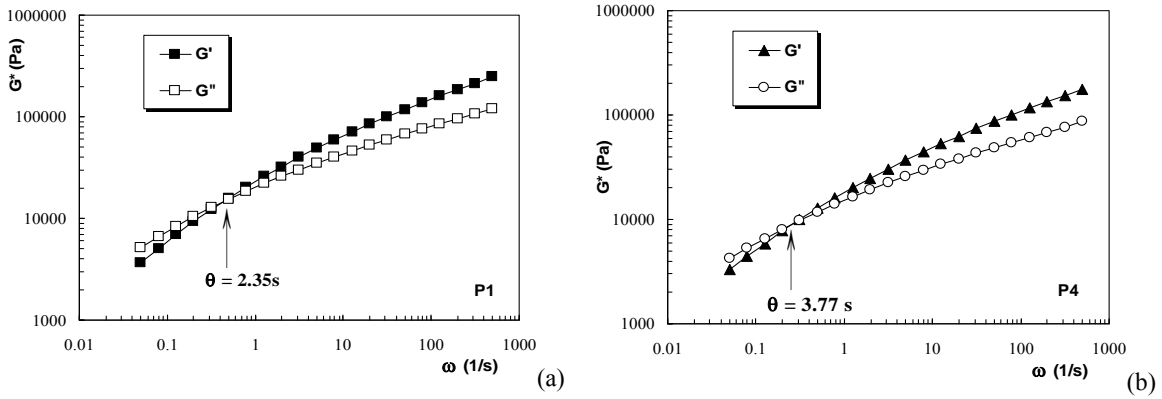 1000000
100000
10000
1000
G* (Pa)
G'
G"
θ = 2.35s
P1
0.01 0.1 1 10 100 1000
ω (1/s)
(a)
1000000
100000
10000
1000
G* (Pa)
G'
G"
θ = 3.77 s
P4
0.01 0.1 1 10 100 1000
ω (1/s)
(b)